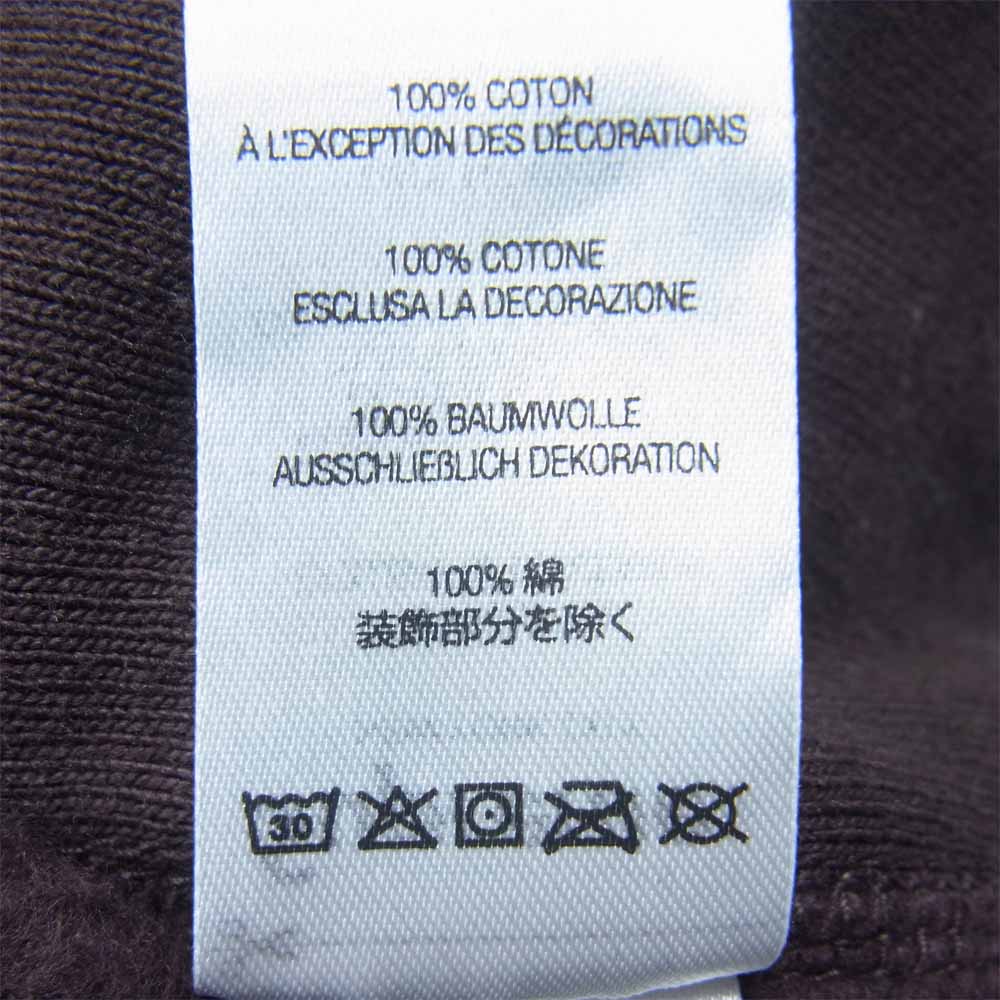 100% COTON
À L'EXCEPTION DES DÉCORATIONS
100% COTONE
ESCLUSA LA DECORAZIONE
100% BAUMWOLLE
AUSSCHLIEßLICH DEKORATION
100% 綿
装飾部分を除く
30